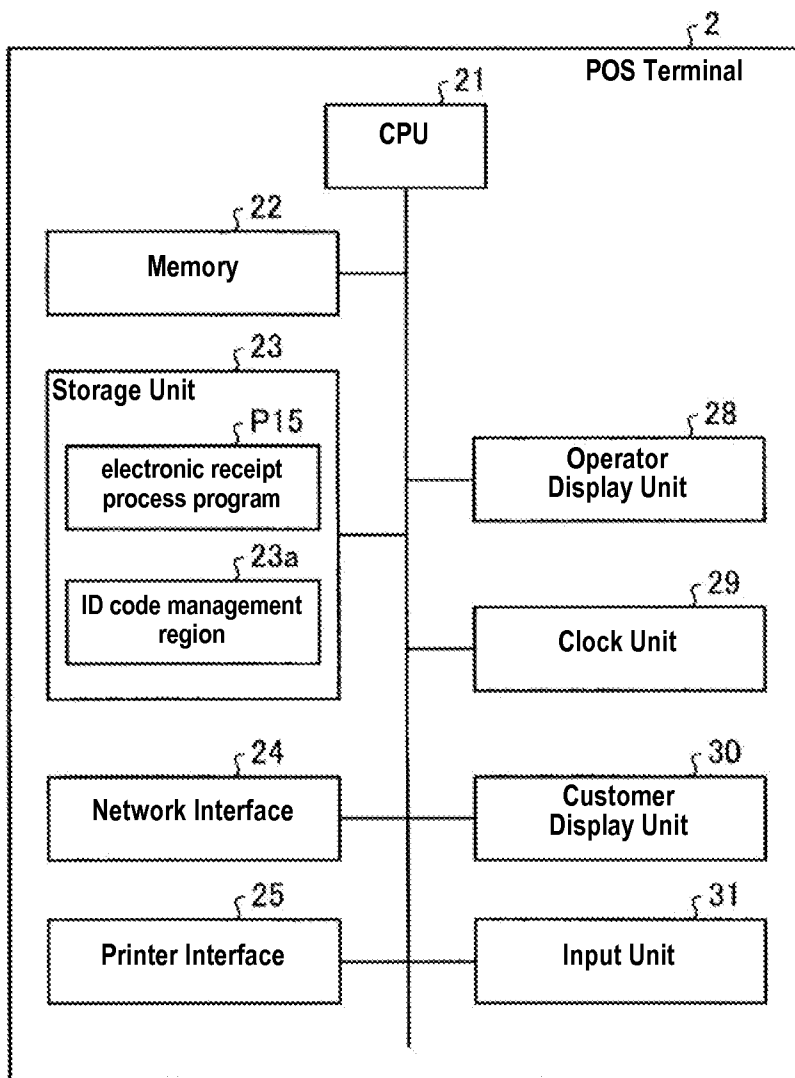 2
POS Terminal
21
CPU
22
Memory
23
Storage Unit
P15
electronic receipt
process program
23a
ID code management
region
28
Operator
Display Unit
29
Clock Unit
24
Network Interface
30
Customer
Display Unit
25
Printer Interface
31
Input Unit